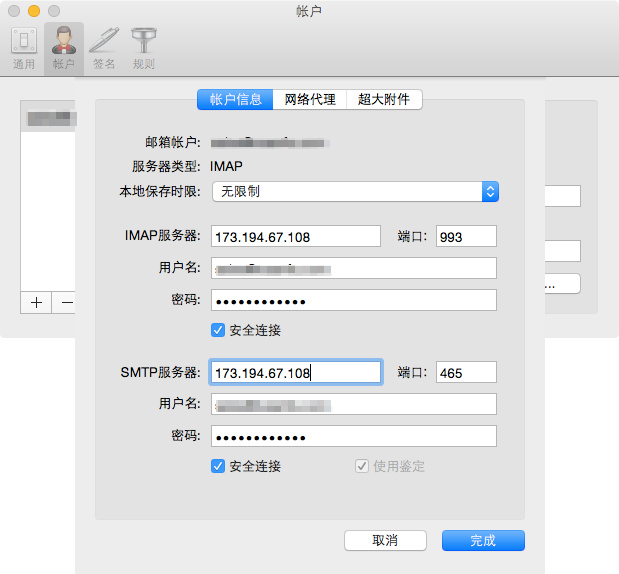 帐户
通用 帐户 签名 规则
帐户信息 网络代理 超大附件
邮箱帐户:
服务器类型: IMAP
本地保存时限: 无限制
IMAP服务器: 173.194.67.108 端口: 993
用户名:
密码: ●●●●●●●●●●●●
安全连接
SMTP服务器: 173.194.67.108 端口: 465
用户名:
密码: ●●●●●●●●●●●●
安全连接 使用鉴定
+ −
...
取消 完成